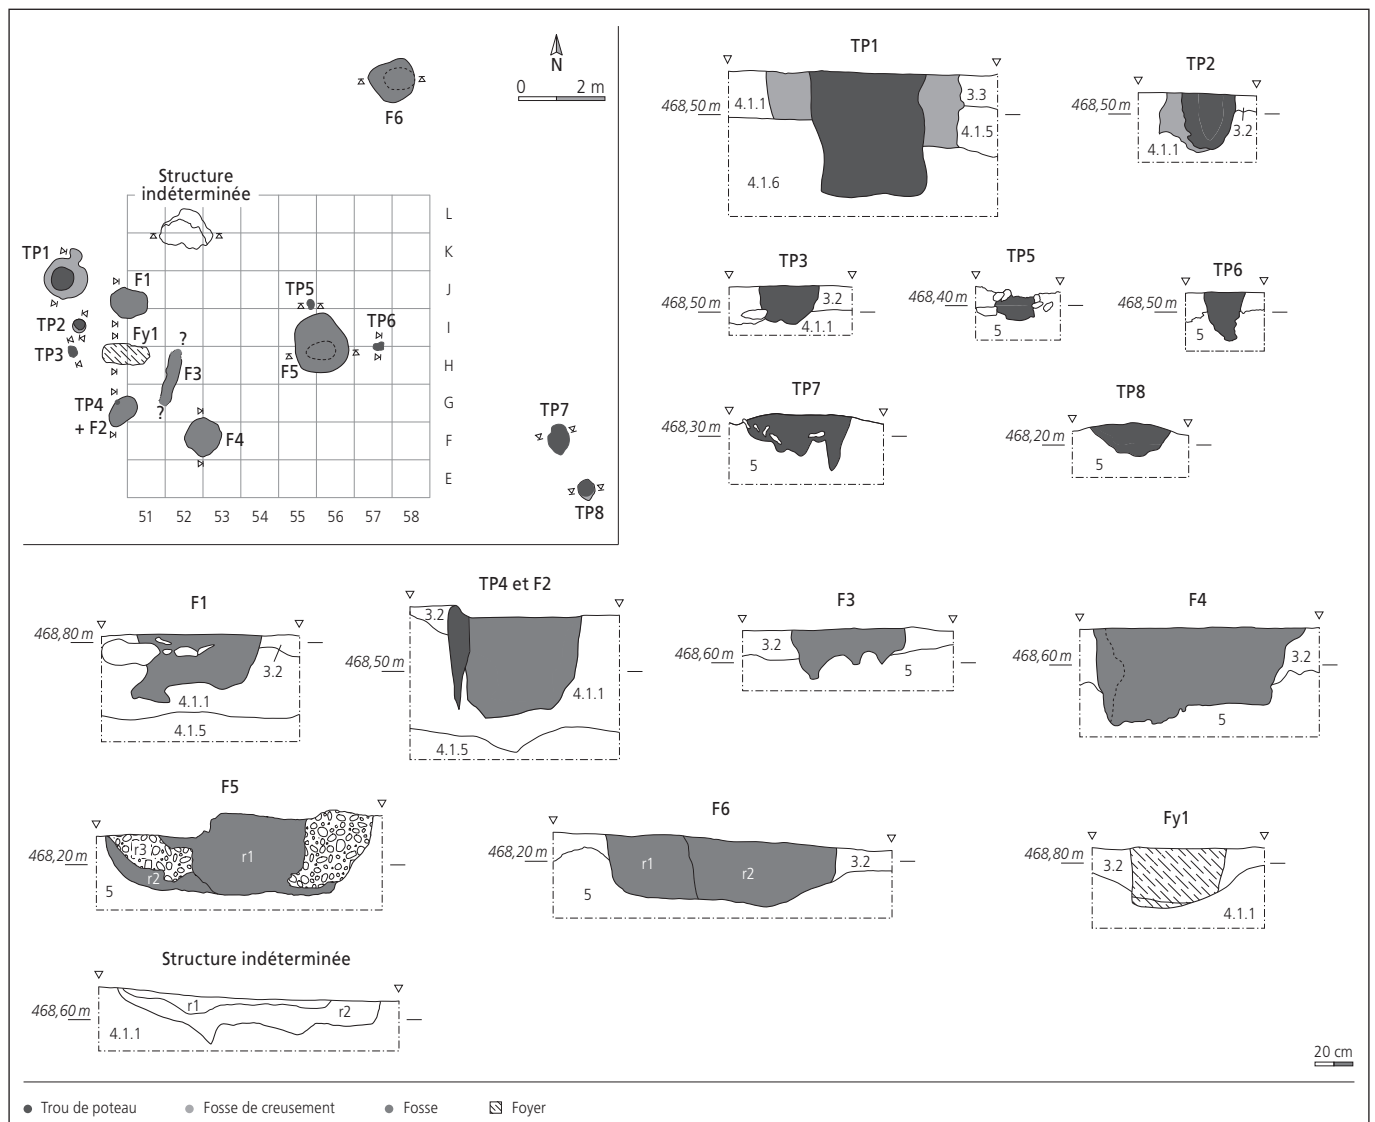 N
0 2 m
F6
Structure
indéterminée
L
K
J
I
H
G
F
E
TP1
F1
TP2
Fy1
TP3
?
F3
TP4
+ F2
?
F4
TP5
F5
TP6
TP7
TP8
51 52 53 54 55 56 57 58
TP1
468,50 m
4.1.1
3.3
4.1.5
4.1.6
TP2
468,50 m
3.2
4.1.1
TP3
468,50 m
3.2
4.1.1
TP5
468,40 m
5
TP6
468,50 m
5
TP7
468,30 m
5
TP8
468,20 m
5
F1
468,80 m
3.2
4.1.1
4.1.5
TP4 et F2
3.2
468,50 m
4.1.1
4.1.5
F3
468,60 m
3.2
5
F4
468,60 m
3.2
5
F5
468,20 m
r3
r1
r2
5
F6
468,20 m
r1
r2
3.2
5
Fy1
468,80 m
3.2
4.1.1
Structure indéterminée
468,60 m
r1
r2
4.1.1
20 cm
Trou de poteau Fosse de creusement Fosse Foyer